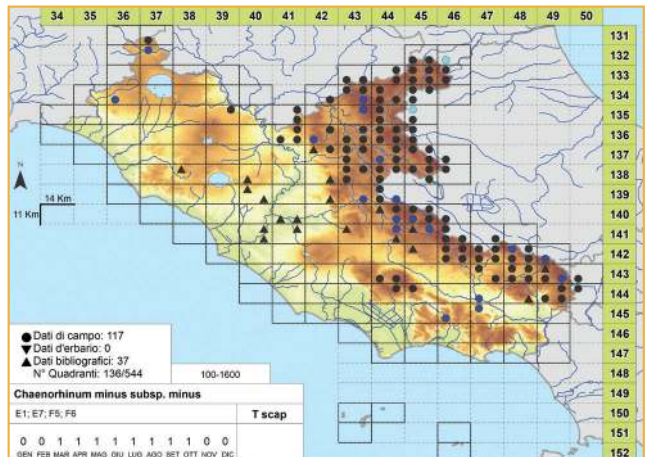 34 35 36 37 38 39 40 41 42 43 44 45 46 47 48 49 50
131
132
133
134
135
136
137
138
139
140
141
142
143
144
145
146
147
148
149
150
151
152
N
14 Km
11 Km
Dati di campo: 117
Dati d'erbario: 0
Dati bibliografici: 37
N° Quadranti: 136/544
100-1600
Chaenorhinum minus subsp. minus
E1; E7; F5; F6
T scap
0 0 1 1 1 1 1 1 1 1 0 0
GEN FEB MAR APR MAG GIU LUG AGO SET OTT NOV DIC